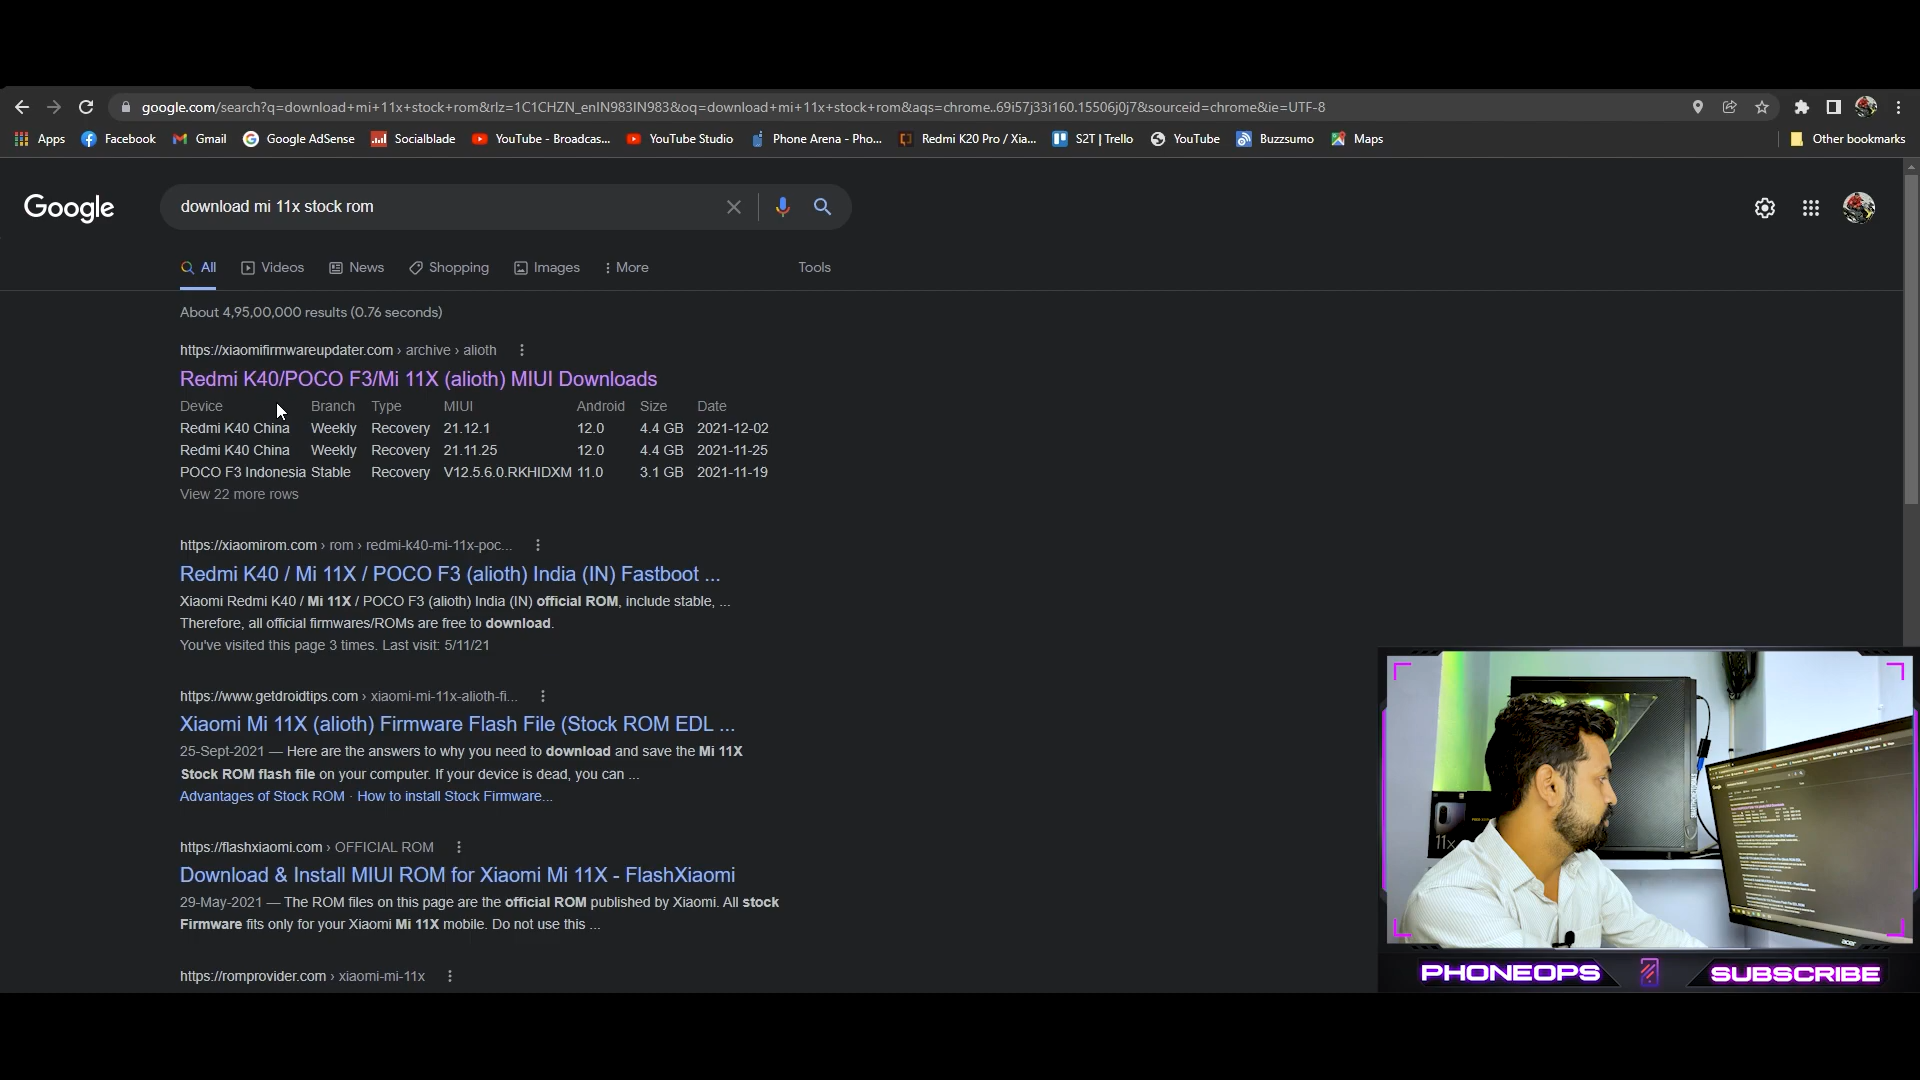 google.com/search?q=download+mi+11x+stock+rom&rlz=1C1CHZN_enIN983IN983&oq=download+mi+11x+stock+rom&aqs=chrome..69i57j33i160.15506j0j7&sourceid=chrome&ie=UTF-8
Apps Facebook Gmail Google AdSense Socialblade YouTube - Broadcas... YouTube Studio Phone Arena - Pho... Redmi K20 Pro / Xia... S2T | Trello YouTube Buzzsumo Maps Other bookmarks
Google download mi 11x stock rom
All Videos News Shopping Images More Tools
About 4,95,00,000 results (0.76 seconds)
https://xiaomifirmwareupdater.com › archive › alioth
Redmi K40/POCO F3/Mi 11X (alioth) MIUI Downloads
Device Branch Type MIUI Android Size Date
Redmi K40 China Weekly Recovery 21.12.1 12.0 4.4 GB 2021-12-02
Redmi K40 China Weekly Recovery 21.11.25 12.0 4.4 GB 2021-11-25
POCO F3 Indonesia Stable Recovery V12.5.6.0.RKHIDXM 11.0 3.1 GB 2021-11-19
View 22 more rows
https://xiaomirom.com › rom › redmi-k40-mi-11x-poc...
Redmi K40 / Mi 11X / POCO F3 (alioth) India (IN) Fastboot ...
Xiaomi Redmi K40 / Mi 11X / POCO F3 (alioth) India (IN) official ROM, include stable, ...
Therefore, all official firmwares/ROMs are free to download.
You've visited this page 3 times. Last visit: 5/11/21
https://www.getdroidtips.com › xiaomi-mi-11x-alioth-fi...
Xiaomi Mi 11X (alioth) Firmware Flash File (Stock ROM EDL ...
25-Sept-2021 — Here are the answers to why you need to download and save the Mi 11X
Stock ROM flash file on your computer. If your device is dead, you can ...
Advantages of Stock ROM · How to install Stock Firmware...
https://flashxiaomi.com › OFFICIAL ROM
Download & Install MIUI ROM for Xiaomi Mi 11X - FlashXiaomi
29-May-2021 — The ROM files on this page are the official ROM published by Xiaomi. All stock
Firmware fits only for your Xiaomi Mi 11X mobile. Do not use this ...
https://romprovider.com › xiaomi-mi-11x
11x
acer
PHONEOPS SUBSCRIBE